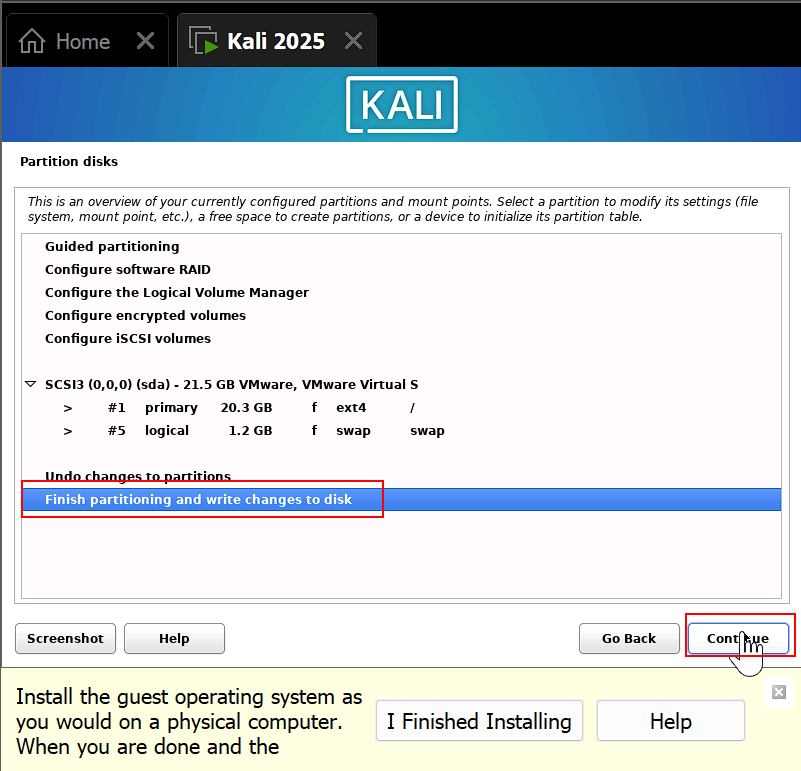 Home
Kali 2025
KALI
Partition disks
This is an overview of your currently configured partitions and mount points. Select a partition to modify its settings (file
system, mount point, etc.), a free space to create partitions, or a device to initialize its partition table.
Guided partitioning
Configure software RAID
Configure the Logical Volume Manager
Configure encrypted volumes
Configure iSCSI volumes
SCSI3 (0,0,0) (sda) - 21.5 GB VMware, VMware Virtual S
> #1 primary 20.3 GB f ext4 /
> #5 logical 1.2 GB f swap swap
Undo changes to partitions
Finish partitioning and write changes to disk
Screenshot Help Go Back Continue
Install the guest operating system as
you would on a physical computer.
When you are done and the
I Finished Installing Help